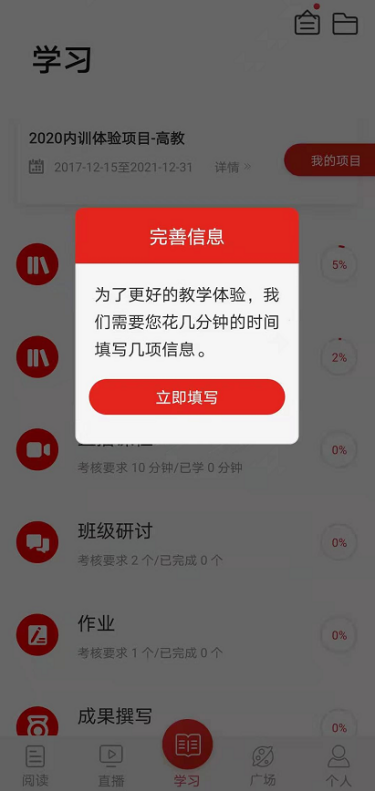 学习
2020内训体验项目-高教
2017-12-15至2021-12-31 详情
我的项目
完善信息
为了更好的教学体验，我
们需要您花几分钟的时间
填写几项信息。
立即填写
5%
2%
考核要求 10 分钟/已学 0 分钟
0%
班级研讨
考核要求 2 个/已完成 0 个
0%
作业
考核要求 1 个/已完成 0 个
0%
成果撰写
0%
阅读 直播 学习 广场 个人